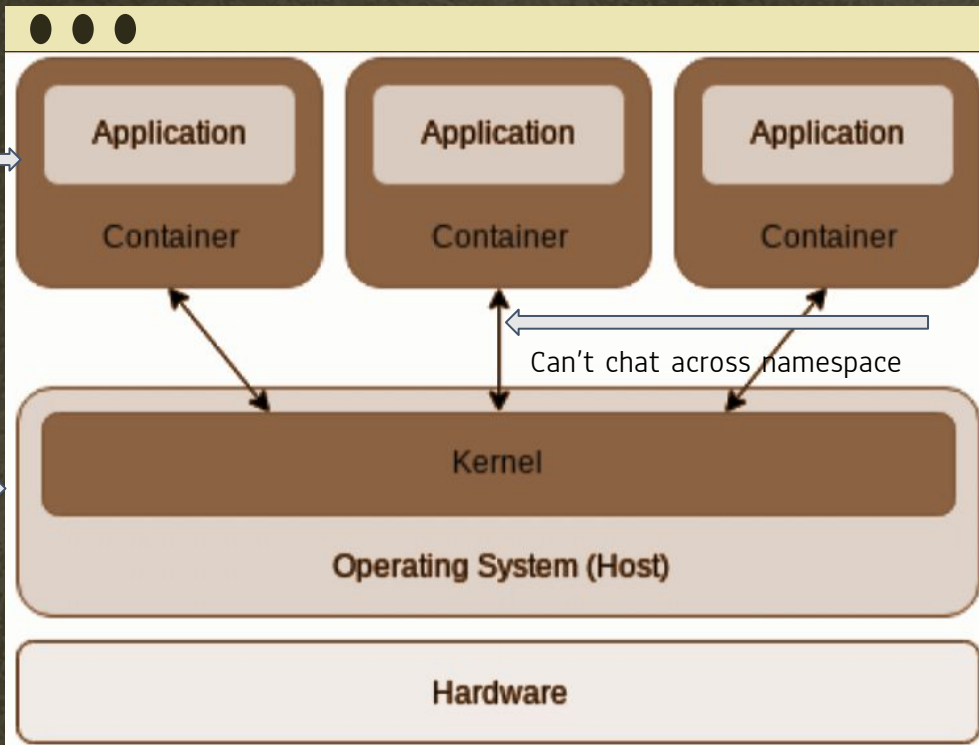 Application
Application
Application
Container
Container
Container
Can't chat across namespace
Kernel
Operating System (Host)
Hardware